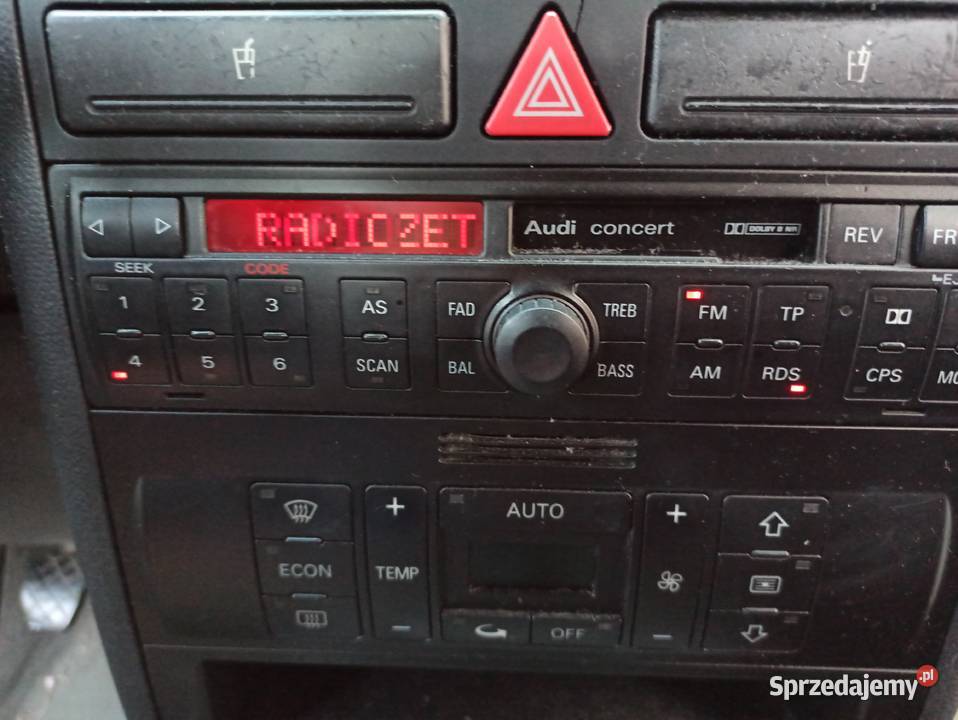 RADIOZET
Audi concert
DOLBY B NR
REV
SEEK
CODE
1 2 3
AS
FAD
TREB
FM
TP
4 5 6
SCAN
BAL
BASS
AM
RDS
CPS
AUTO
ECON
TEMP
OFF
+
−
+
−
Sprzedajemy.pl